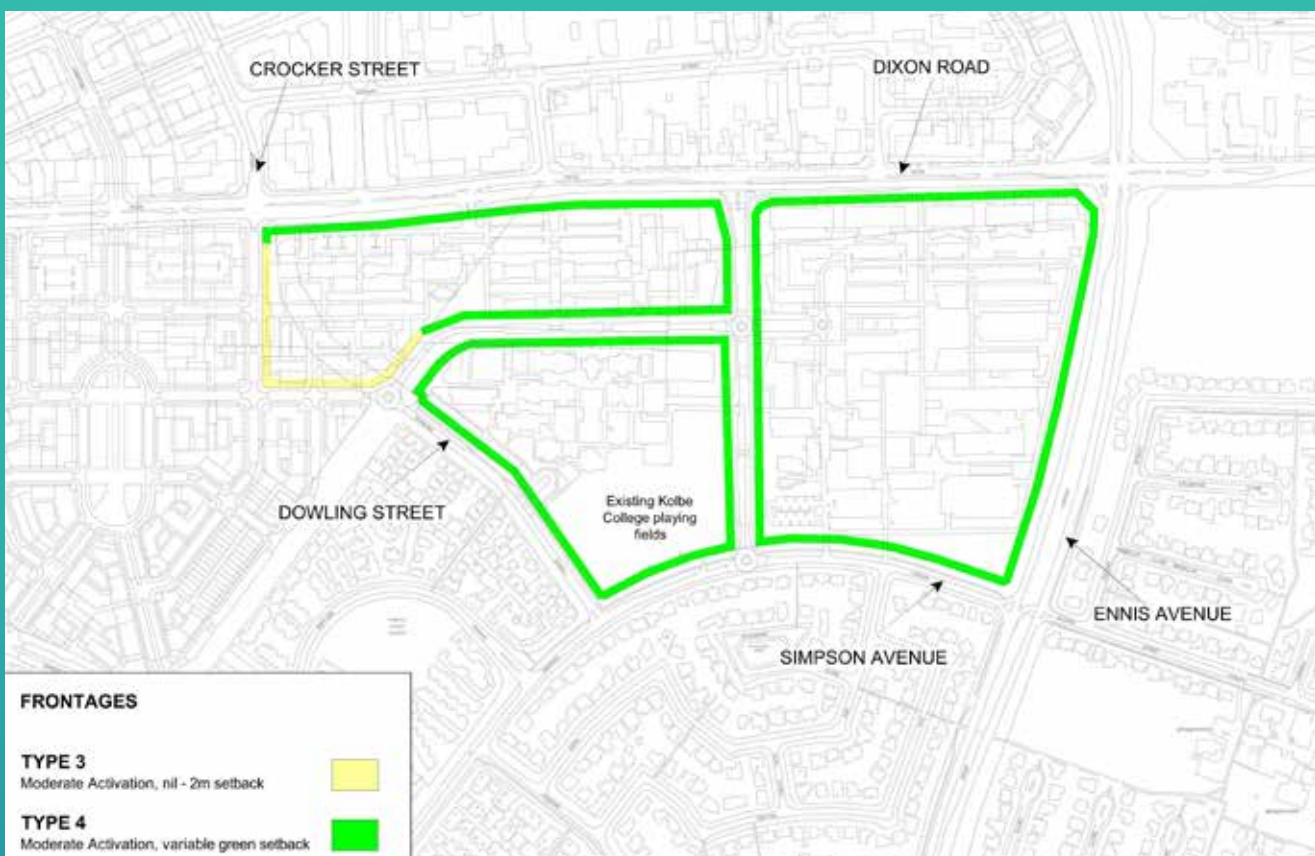 CROCKER STREET
DIXON ROAD
DOWLING STREET
Existing Kolbe
College playing
fields
ENNIS AVENUE
SIMPSON AVENUE
FRONTAGES
TYPE 3
Moderate Activation, nil - 2m setback
TYPE 4
Moderate Activation, variable green setback